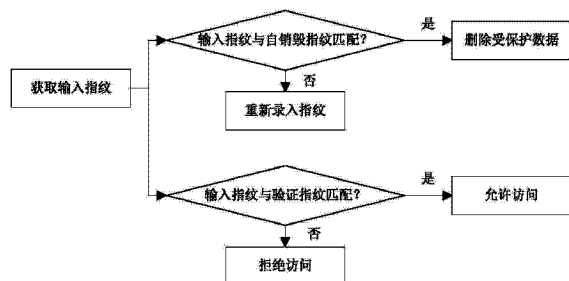 输入指纹与自销毁指纹匹配?
是
删除受保护数据
获取输入指纹
否
重新录入指纹
输入指纹与验证指纹匹配?
是
允许访问
否
拒绝访问